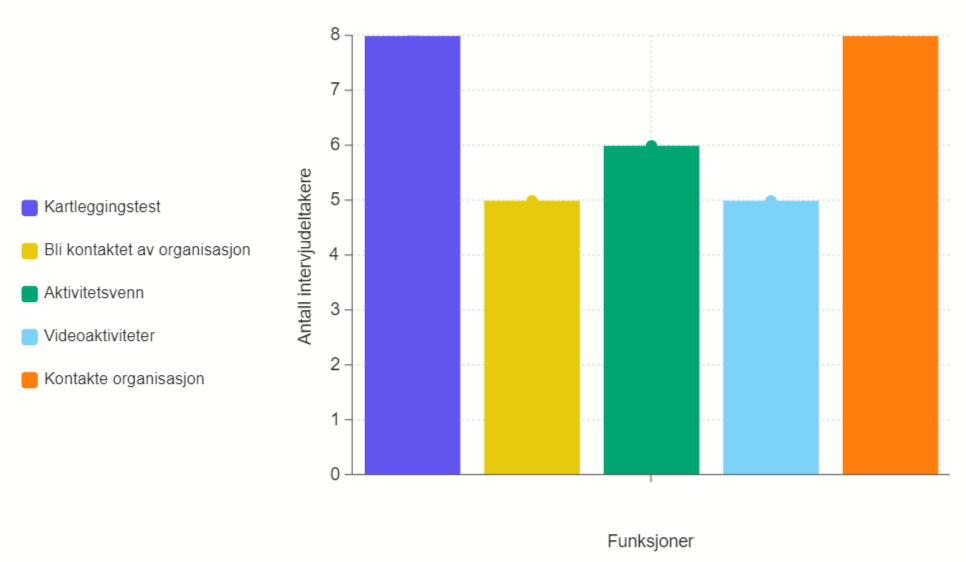 Kartleggingstest
Bli kontaktet av organisasjon
Aktivitetsvenn
Videoaktiviteter
Kontakte organisasjon
Antall intervjudeltakere
8
7
6
5
4
3
2
1
0
Funksjoner